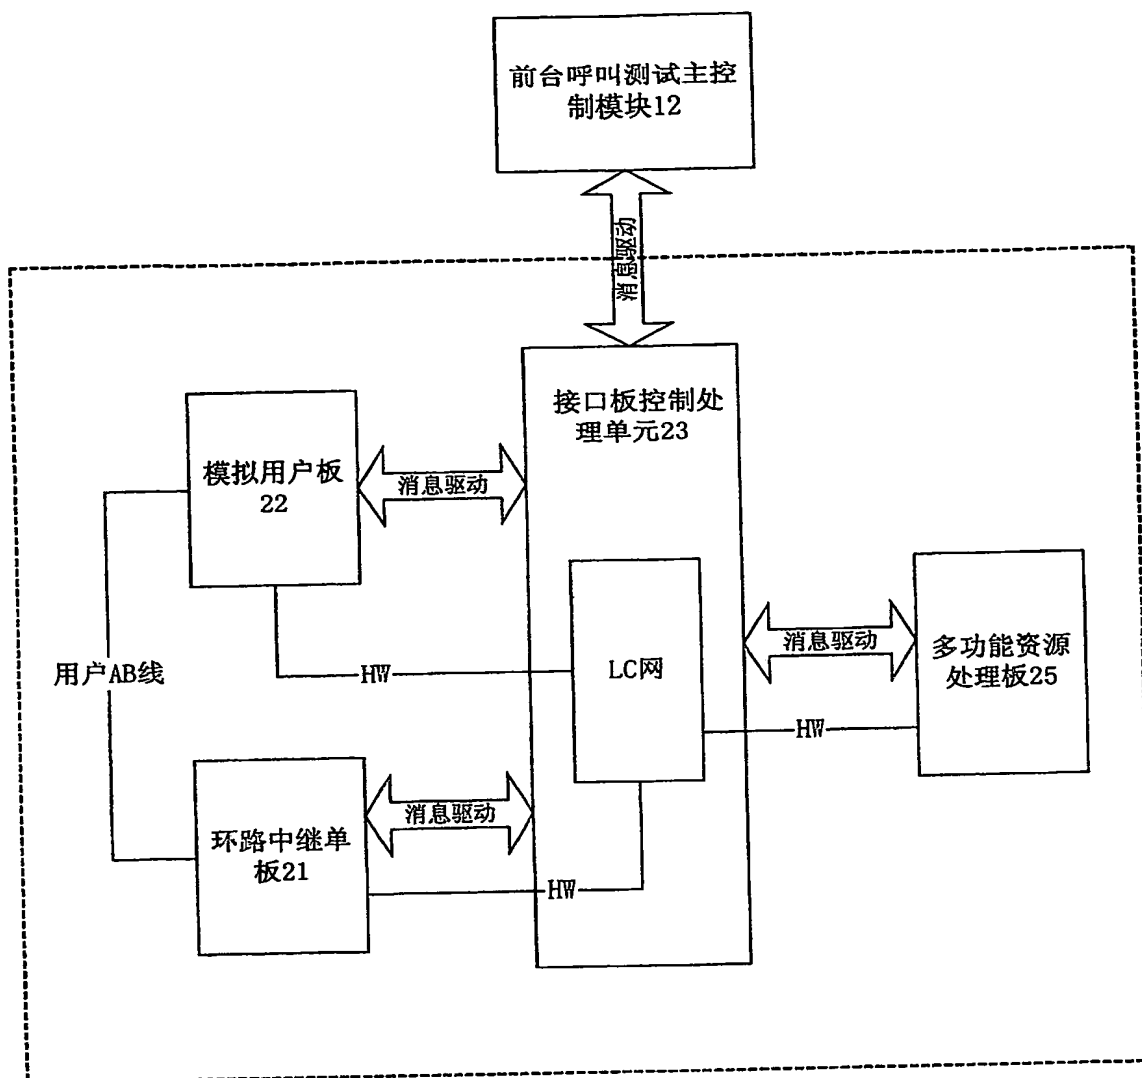 前台呼叫测试主控
制模块12
消息驱动
接口板控制处
理单元23
模拟用户板
22
消息驱动
消息驱动
多功能资源
处理板25
用户AB线
HW
LC网
HW
消息驱动
环路中继单
板21
HW